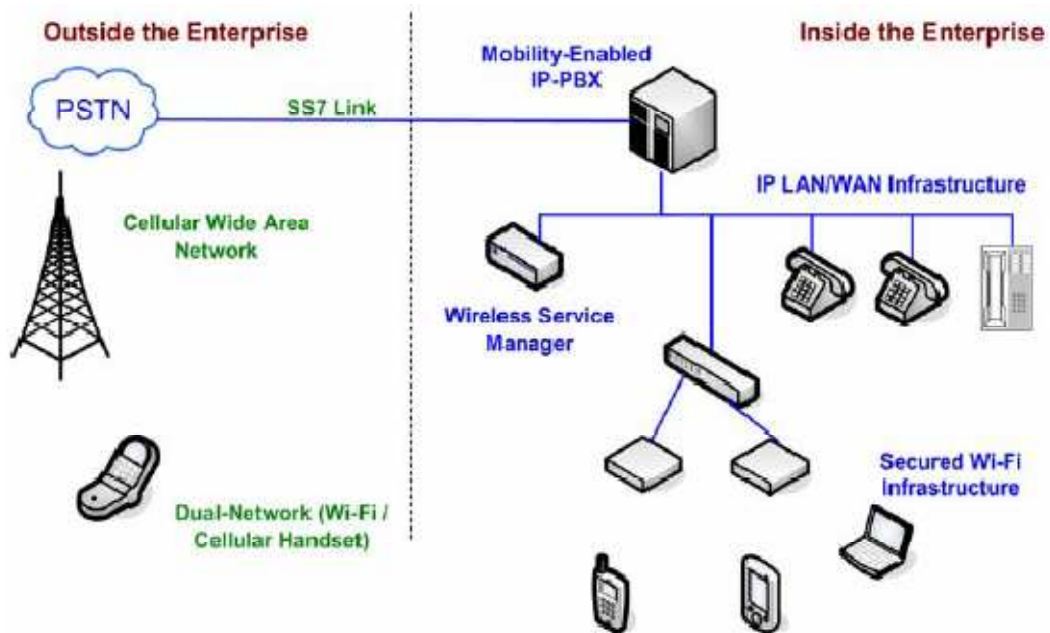 Outside the Enterprise
Inside the Enterprise
Mobility-Enabled
IP-PBX
PSTN
SS7 Link
IP LAN/WAN Infrastructure
Cellular Wide Area
Network
Wireless Service
Manager
Secured Wi-Fi
Infrastructure
Dual-Network (Wi-Fi /
Cellular Handset)